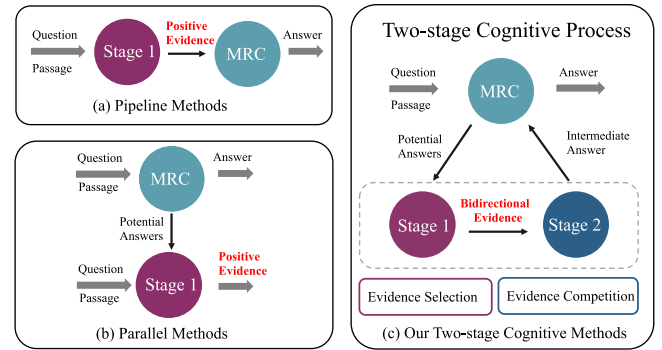 Question
Passage
Stage 1
Positive
Evidence
MRC
Answer
(a) Pipeline Methods
Question
Passage
MRC
Answer
Potential
Answers
Question
Passage
Stage 1
Positive
Evidence
(b) Parallel Methods
Two-stage Cognitive Process
Question
Passage
MRC
Answer
Potential
Answers
Intermediate
Answer
Stage 1
Bidirectional
Evidence
Stage 2
Evidence Selection
Evidence Competition
(c) Our Two-stage Cognitive Methods